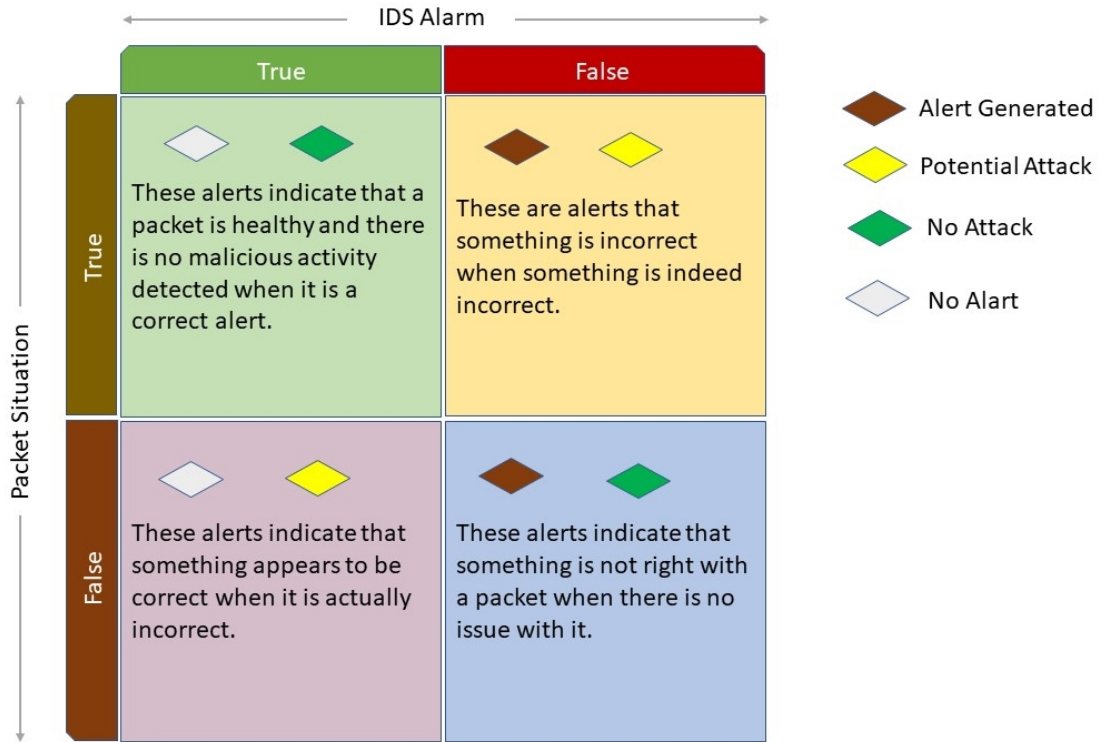 IDS Alarm
True
False
Packet Situation
True
These alerts indicate that a
packet is healthy and there
is no malicious activity
detected when it is a
correct alert.
These are alerts that
something is incorrect
when something is indeed
incorrect.
False
These alerts indicate that
something appears to be
correct when it is actually
incorrect.
These alerts indicate that
something is not right with
a packet when there is no
issue with it.
Alert Generated
Potential Attack
No Attack
No Alart